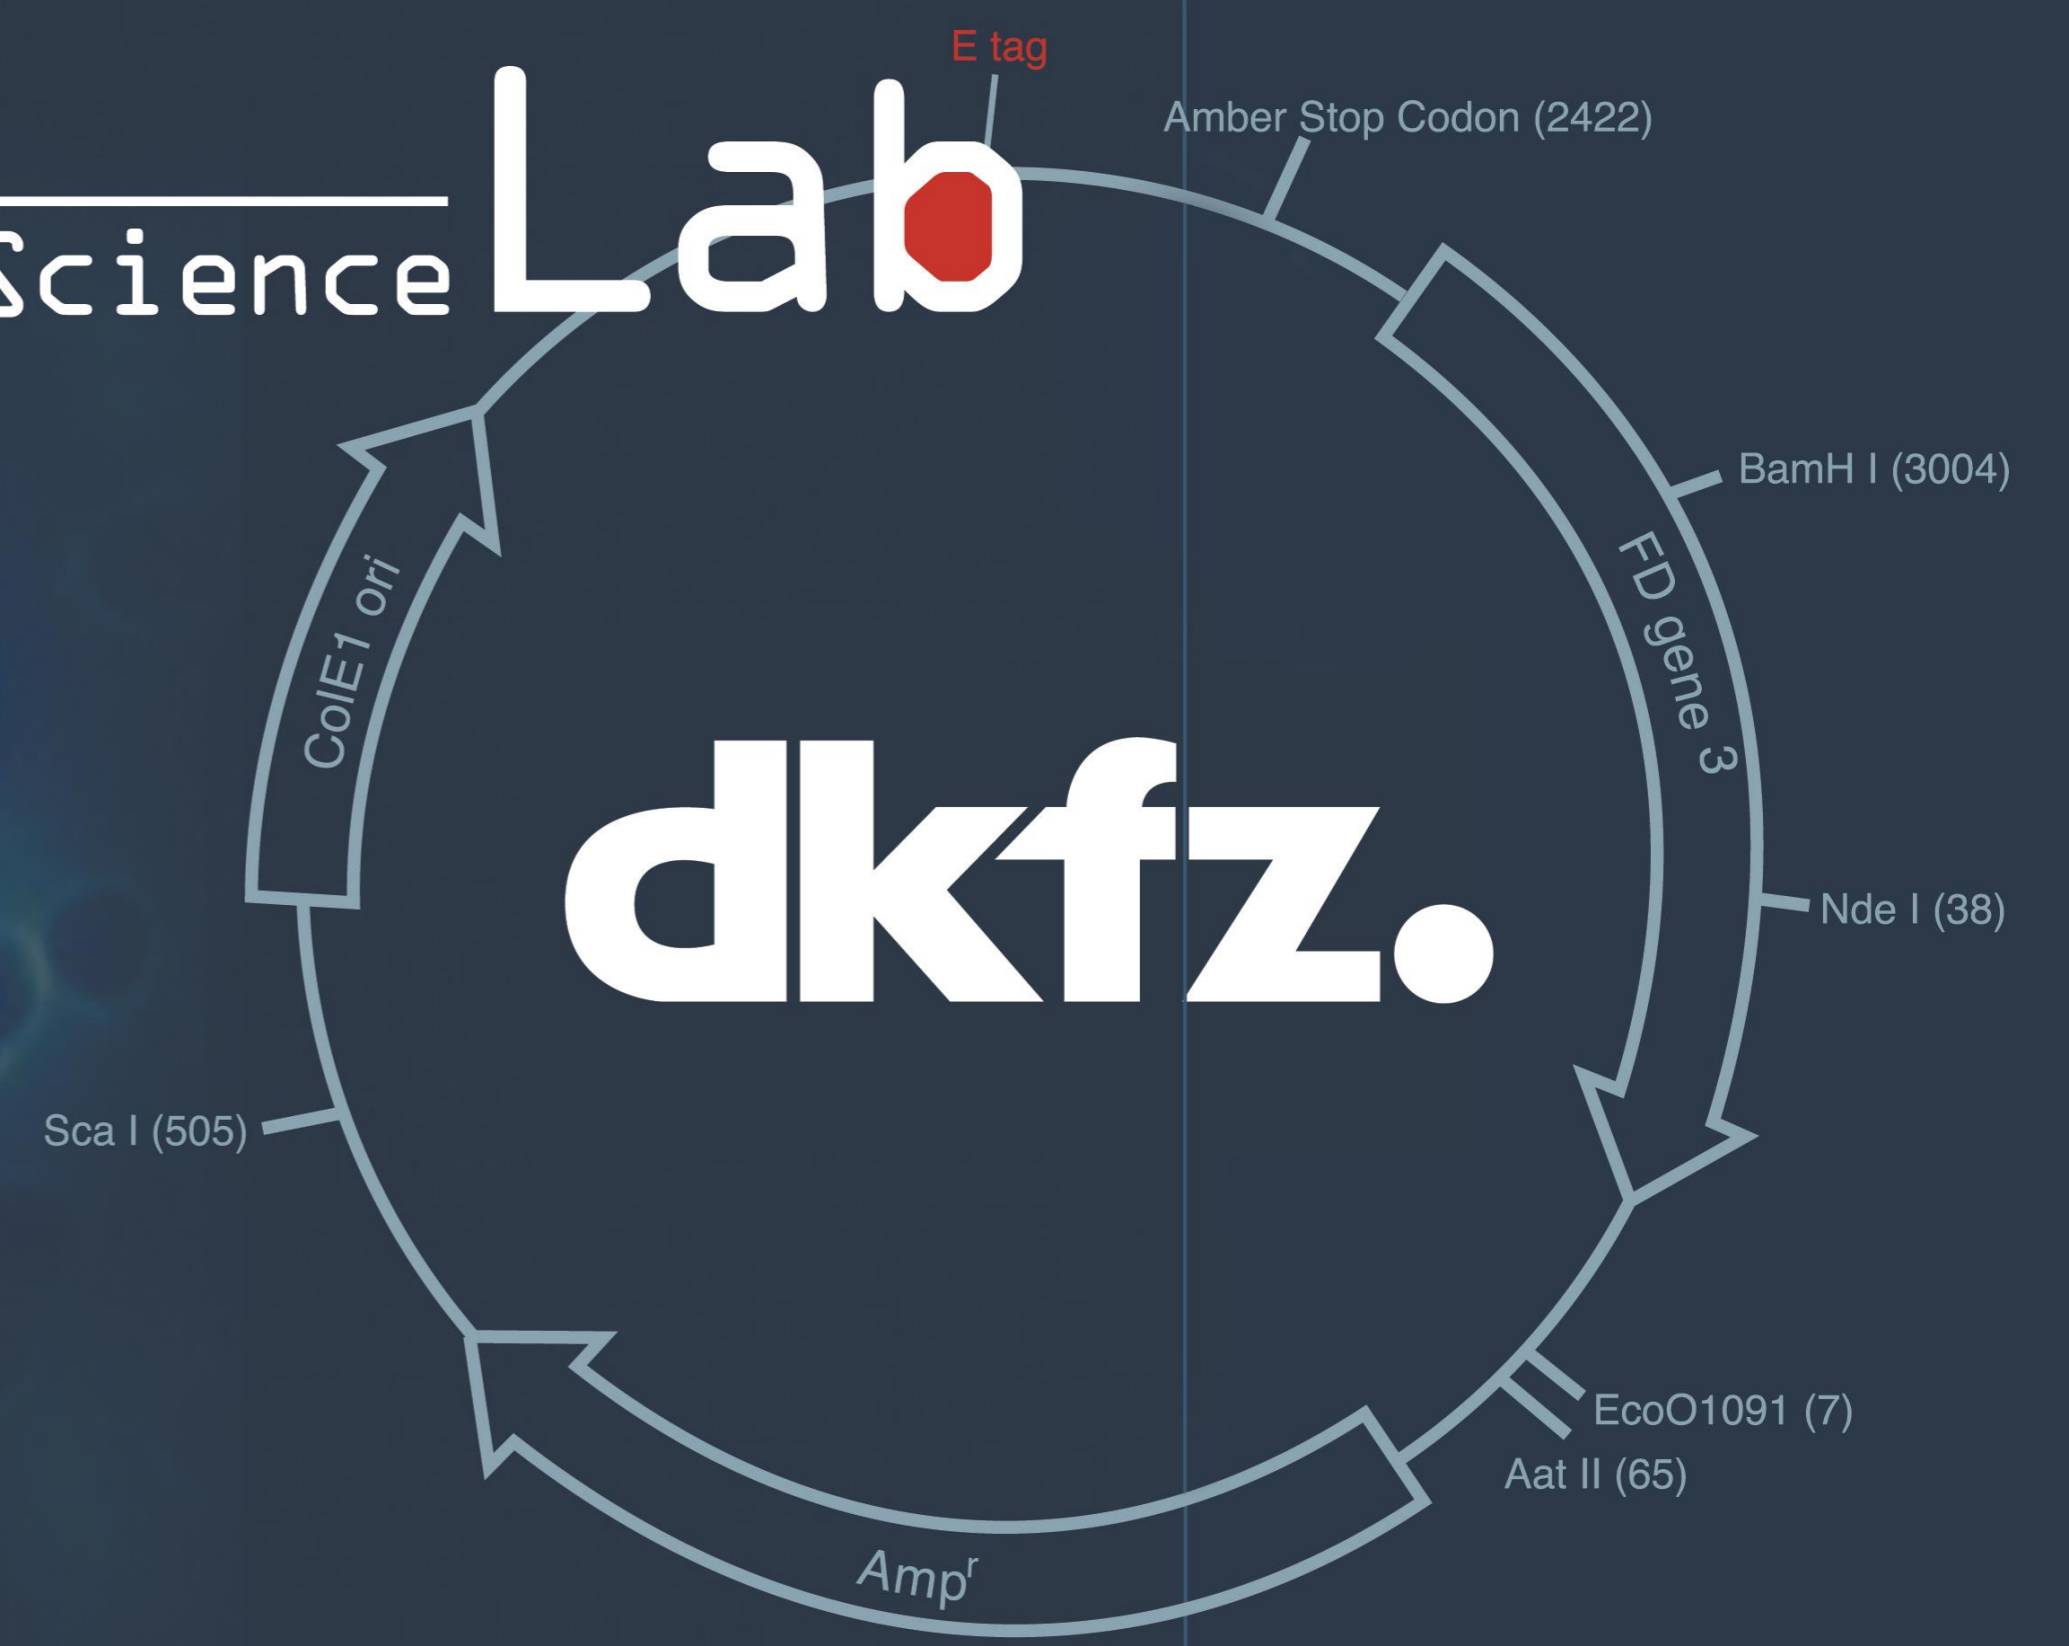 E tag
Amber Stop Codon (2422)
Science Lab
BamH I (3004)
ColE1 ori
FD gene 3
dkfz.
Nde I (38)
Sca I (505)
EcoO1091 (7)
Aat II (65)
Ampʳ